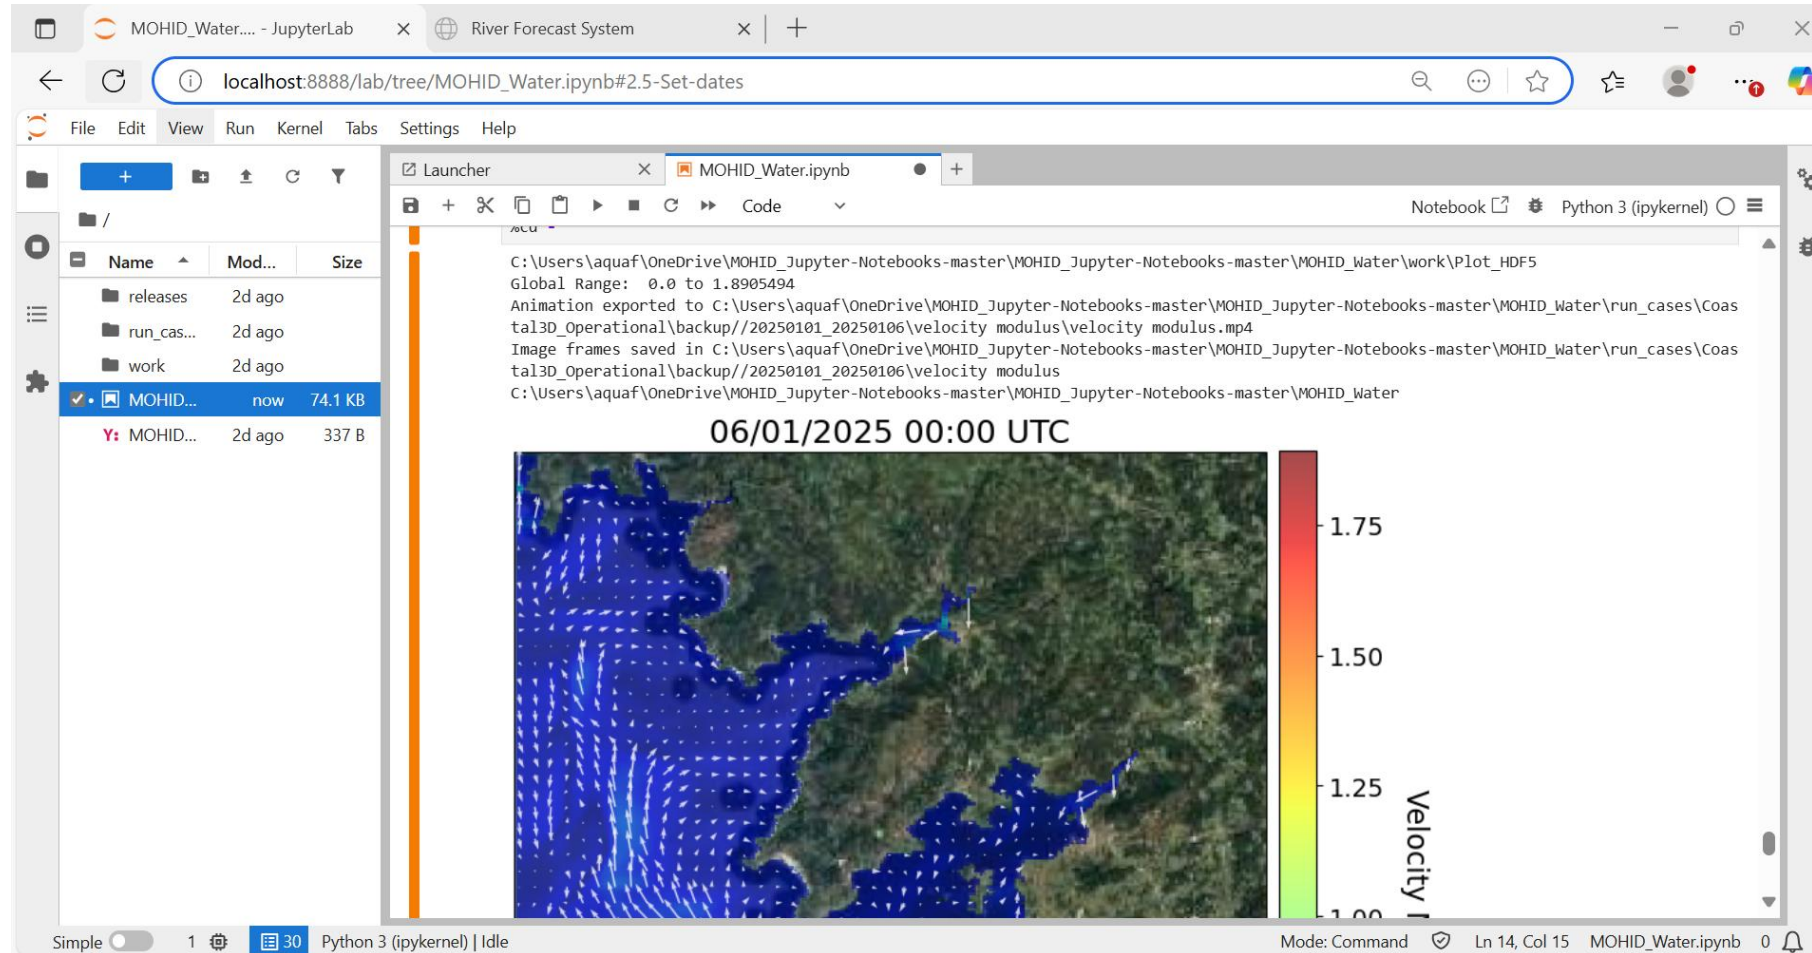 MOHID_Water.... - JupyterLab
River Forecast System
localhost:8888/lab/tree/MOHID_Water.ipynb#2.5-Set-dates
File Edit View Run Kernel Tabs Settings Help
Launcher
MOHID_Water.ipynb
Code
Notebook
Python 3 (ipykernel)
/
Name Mod... Size
releases 2d ago
run_cas... 2d ago
work 2d ago
MOHID... now 74.1 KB
Y: MOHID... 2d ago 337 B
%cd -
C:\Users\aquaf\OneDrive\MOHID_Jupyter-Notebooks-master\MOHID_Jupyter-Notebooks-master\MOHID_Water\work\Plot_HDF5
Global Range:  0.0 to 1.8905494
Animation exported to C:\Users\aquaf\OneDrive\MOHID_Jupyter-Notebooks-master\MOHID_Jupyter-Notebooks-master\MOHID_Water\run_cases\Coas
tal3D_Operational\backup//20250101_20250106\velocity modulus\velocity modulus.mp4
Image frames saved in C:\Users\aquaf\OneDrive\MOHID_Jupyter-Notebooks-master\MOHID_Jupyter-Notebooks-master\MOHID_Water\run_cases\Coas
tal3D_Operational\backup//20250101_20250106\velocity modulus
C:\Users\aquaf\OneDrive\MOHID_Jupyter-Notebooks-master\MOHID_Jupyter-Notebooks-master\MOHID_Water
06/01/2025 00:00 UTC
1.75
1.50
1.25
1.00
Velocity
Simple 1 30 Python 3 (ipykernel) | Idle
Mode: Command Ln 14, Col 15 MOHID_Water.ipynb 0